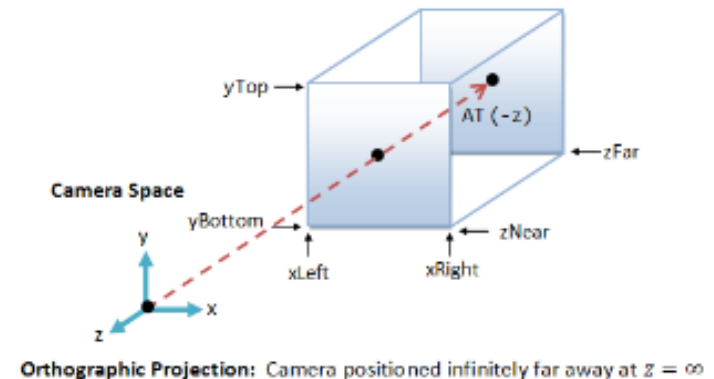 yTop
AT (-z)
zFar
Camera Space
yBottom
zNear
y
xLeft
xRight
x
z
Orthographic Projection: Camera positioned infinitely far away at z = ∞